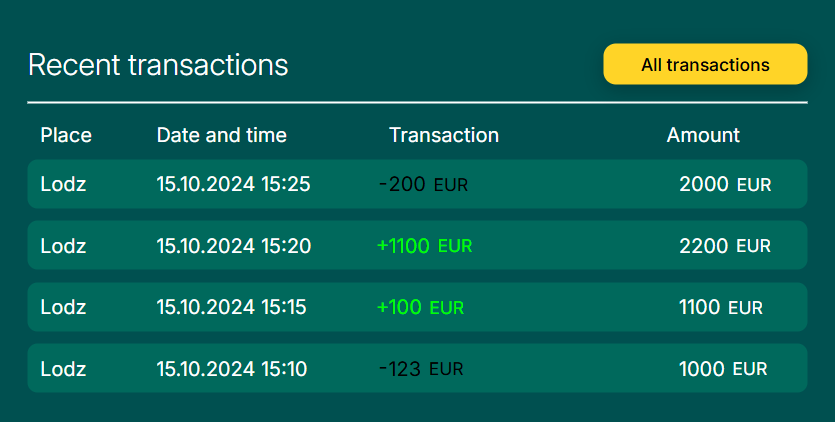 Recent transactions
All transactions
Place Date and time Transaction Amount
Lodz 15.10.2024 15:25 -200 EUR 2000 EUR
Lodz 15.10.2024 15:20 +1100 EUR 2200 EUR
Lodz 15.10.2024 15:15 +100 EUR 1100 EUR
Lodz 15.10.2024 15:10 -123 EUR 1000 EUR